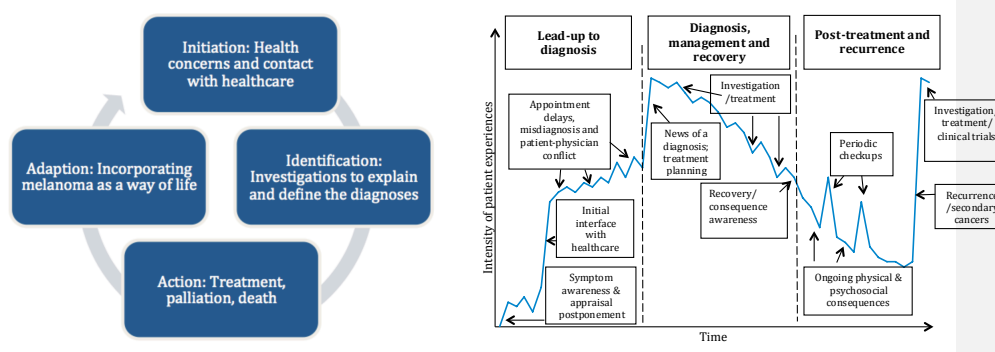 Initiation: Health
concerns and contact
with healthcare
Adaption: Incorporating
melanoma as a way of life
Identification:
Investigations to explain
and define the diagnoses
Action: Treatment,
palliation, death
Intensity of patient experiences
Lead-up to
diagnosis
Diagnosis,
management and
recovery
Post-treatment and
recurrence
Appointment
delays,
misdiagnosis and
patient-physician
conflict
Initial
interface
with
healthcare
Symptom
awareness &
appraisal
postponement
Investigation
/treatment
News of a
diagnosis;
treatment
planning
Recovery/
consequence
awareness
Periodic
checkups
Ongoing physical &
psychosocial
consequences
Investigation,
treatment/
clinical trials
Recurrence
/secondary
cancers
Time